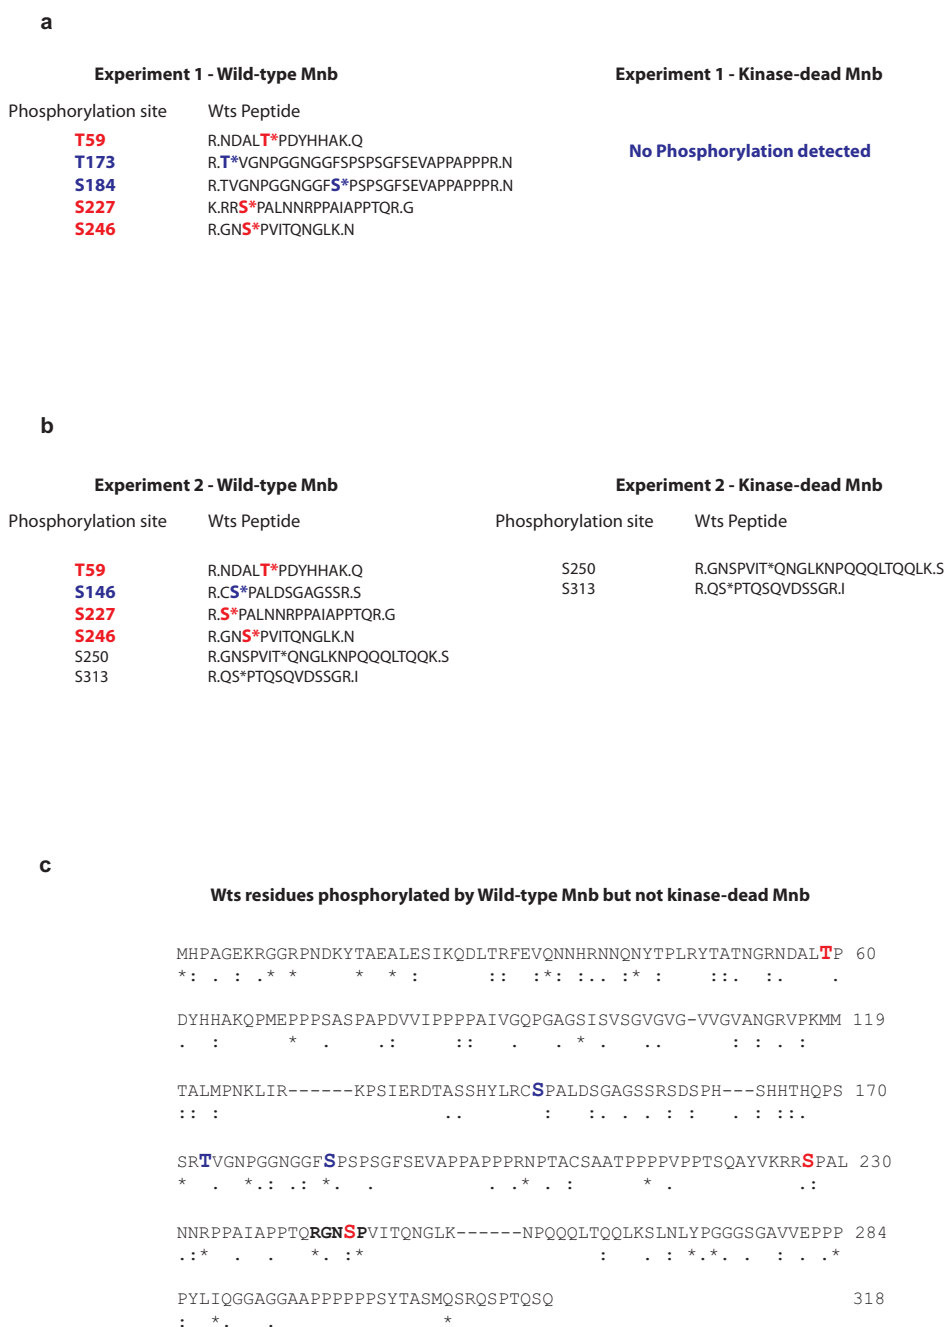 a
Experiment 1 - Wild-type Mnb
Experiment 1 - Kinase-dead Mnb
Phosphorylation site Wts Peptide
T59 R.NDALT*PDYHHAK.Q
T173 R.T*VGNPGGNGGFSPSPSGFSEVAPPAPPPR.N
S184 R.TVGNPGGNGGFS*PSPSGFSEVAPPAPPPR.N
S227 K.RRS*PALNNRPPAIAPPTQR.G
S246 R.GNS*PVITQNGLK.N
No Phosphorylation detected
b
Experiment 2 - Wild-type Mnb
Experiment 2 - Kinase-dead Mnb
Phosphorylation site Wts Peptide
T59 R.NDALT*PDYHHAK.Q
S146 R.CS*PALDSGAGSSR.S
S227 R.S*PALNNRPPAIAPPTQR.G
S246 R.GNS*PVITQNGLK.N
S250 R.GNSPVIT*QNGLKNPQQQLTQQK.S
S313 R.QS*PTQSQVDSSGR.I
Phosphorylation site Wts Peptide
S250 R.GNSPVIT*QNGLKNPQQQLTQQLK.S
S313 R.QS*PTQSQVDSSGR.I
c
Wts residues phosphorylated by Wild-type Mnb but not kinase-dead Mnb
MHPAGEKRGGRPNDKYTAEALESIKQDLTRFEVQNNHRNNQNYTPLRYTATNGRNDALTP 60
*: . : .* * * * : :: :*: :.. :* : ::. :. .
DYHHAKQPMEPPPSASPAPDVVIPPPPAIVGQPGAGSISVSGVGVG-VVGVANGRVPKMM 119
. : * . .: :: . . * . .. : : . :
TALMPNKLIR------KPSIERDTASSHYLRCSPALDSGAGSSRSDSPH---SHHTHQPS 170
:: : .. : :. . . : : . : ::.
SRTVGNPGGNGGFSPSPSGFSEVAPPAPPPRNPTACSAATPPPPVPPTSQAYVKRRSPAL 230
* . *.: .: *. . . .* . : * . .:
NNRPPAIAPPTQRGNSPVITQNGLK------NPQQQLTQQLKSLNLYPGGGSGAVVEPPP 284
.:* . . *. :* : . : *.*. . : . .*
PYLIQGGAGGAAPPPPPPSYTASMQSRQSPTQSQ 318
: *. . *